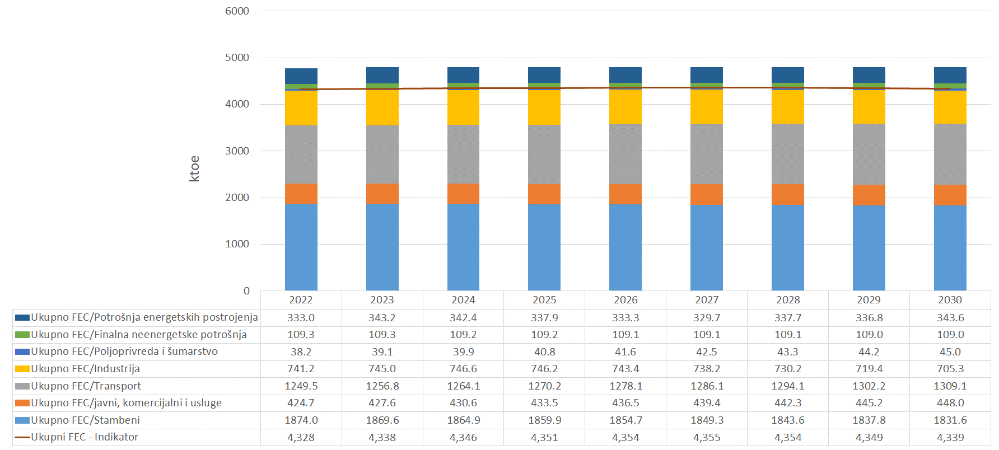 6000
5000
4000
3000
2000
1000
0
ktoe
2022 2023 2024 2025 2026 2027 2028 2029 2030
Ukupno FEC/Potrošnja energetskih postrojenja 333.0 343.2 342.4 337.9 333.3 329.7 337.7 336.8 343.6
Ukupno FEC/Finalna neenergetske potrošnja 109.3 109.3 109.2 109.2 109.1 109.1 109.1 109.0 109.0
Ukupno FEC/Poljoprivreda i šumarstvo 38.2 39.1 39.9 40.8 41.6 42.5 43.3 44.2 45.0
Ukupno FEC/Industrija 741.2 745.0 746.6 746.2 743.4 738.2 730.2 719.4 705.3
Ukupno FEC/Transport 1249.5 1256.8 1264.1 1270.2 1278.1 1286.1 1294.1 1302.2 1309.1
Ukupno FEC/javni, komercijalni i usluge 424.7 427.6 430.6 433.5 436.5 439.4 442.3 445.2 448.0
Ukupno FEC/Stambeni 1874.0 1869.6 1864.9 1859.9 1854.7 1849.3 1843.6 1837.8 1831.6
Ukupni FEC - Indikator 4,328 4,338 4,346 4,351 4,354 4,355 4,354 4,349 4,339